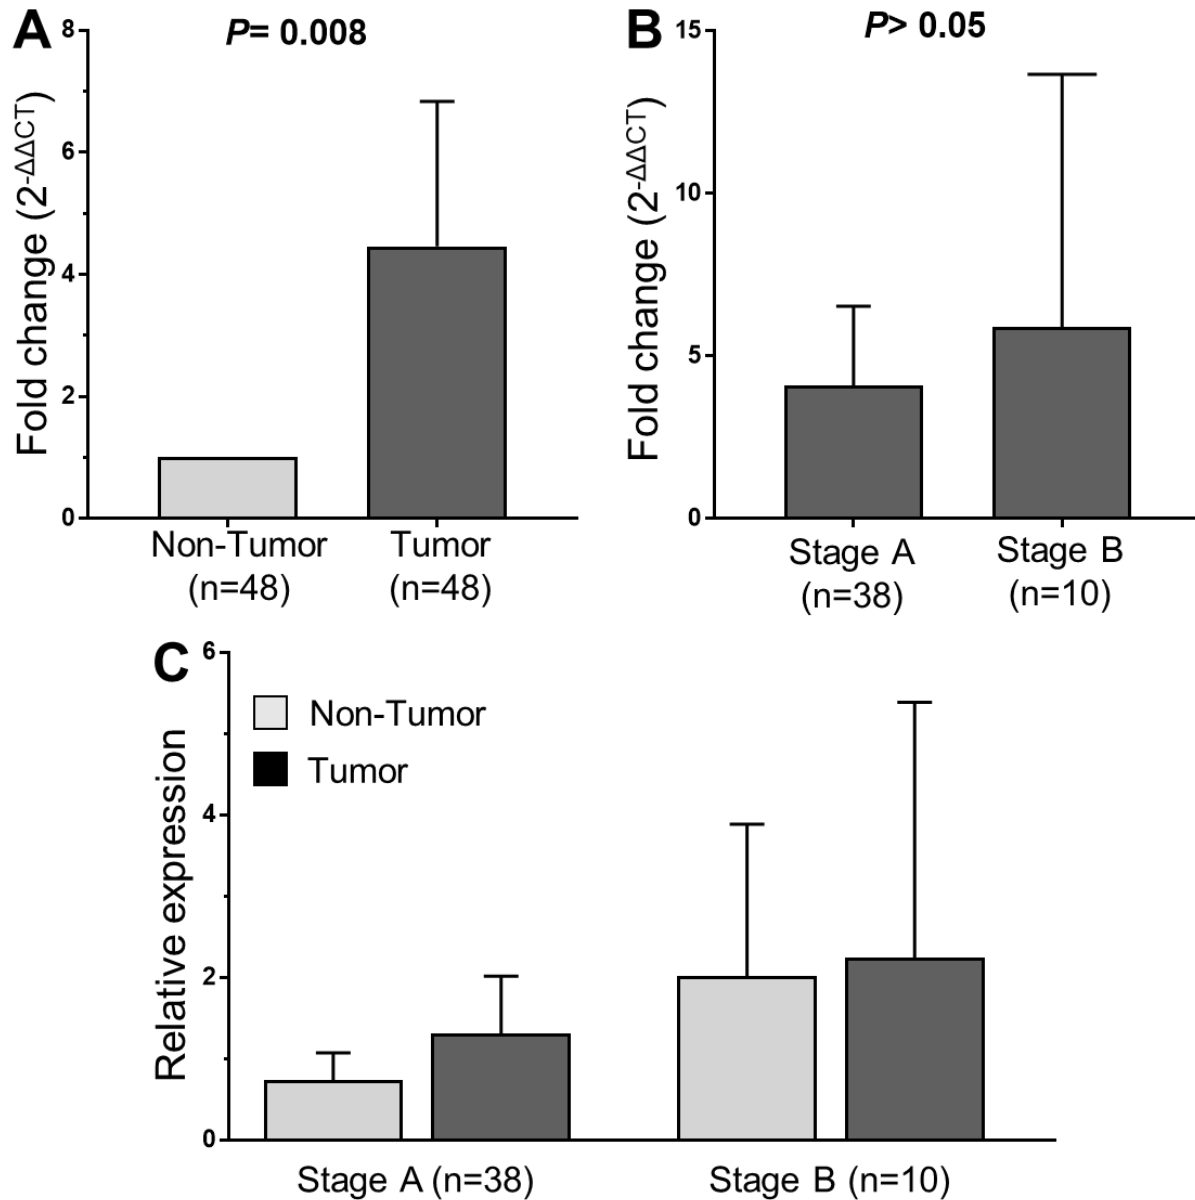 A
P= 0.008
Fold change (2-ΔΔCT)
8
6
4
2
0
Non-Tumor
(n=48)
Tumor
(n=48)
B
P> 0.05
Fold change (2-ΔΔCT)
15
10
5
0
Stage A
(n=38)
Stage B
(n=10)
C
Relative expression
6
4
2
0
Non-Tumor
Tumor
Stage A (n=38)
Stage B (n=10)